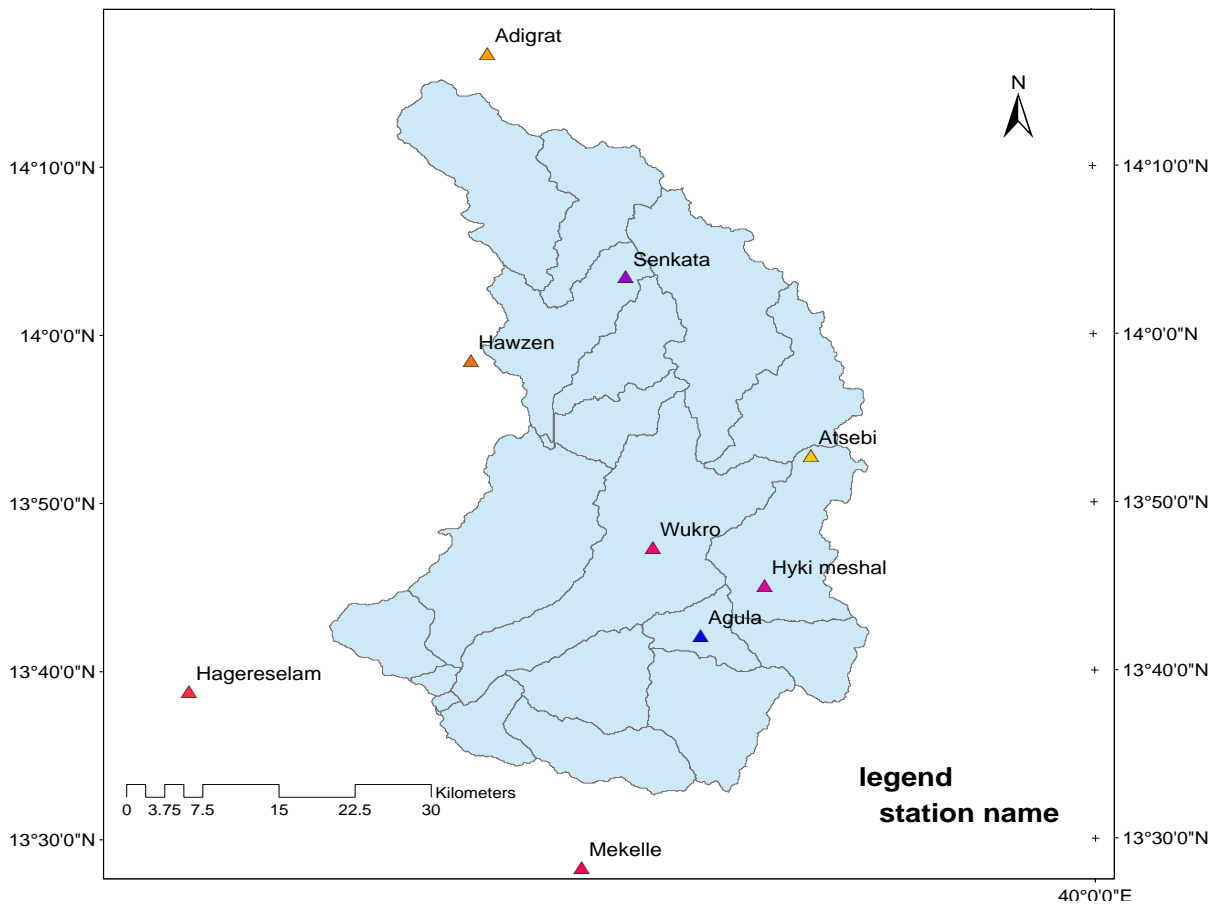 Adigrat
N
14°10'0"N
14°10'0"N
Senkata
14°0'0"N
14°0'0"N
Hawzen
Atsebi
13°50'0"N
13°50'0"N
Wukro
Hyki meshal
Agula
13°40'0"N
13°40'0"N
Hagereselam
legend
station name
Kilometers
0 3.75 7.5 15 22.5 30
13°30'0"N
13°30'0"N
Mekelle
40°0'0"E